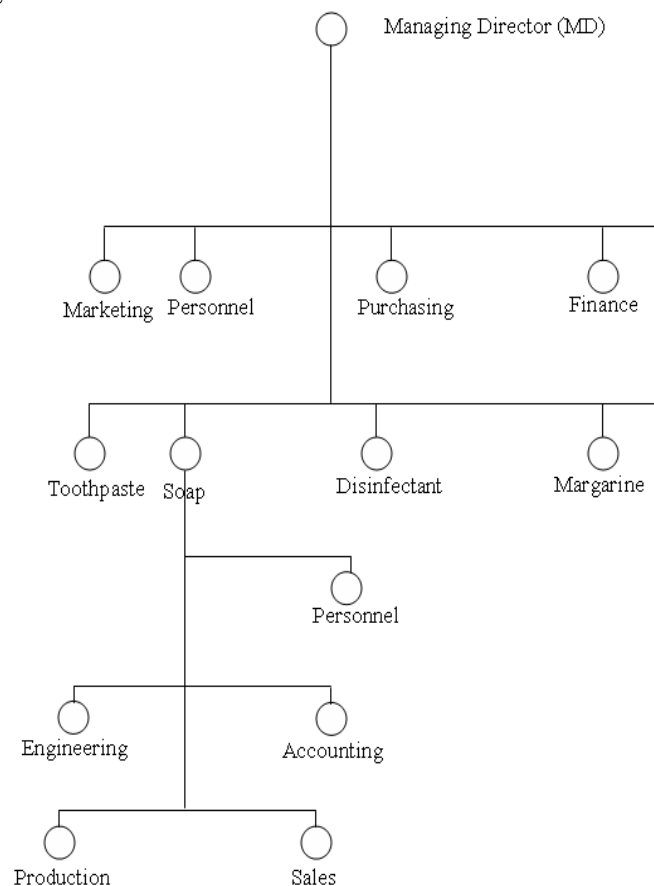 Managing Director (MD)
Marketing Personnel Purchasing Finance
Toothpaste Soap Disinfectant Margarine
Personnel
Engineering Accounting
Production Sales